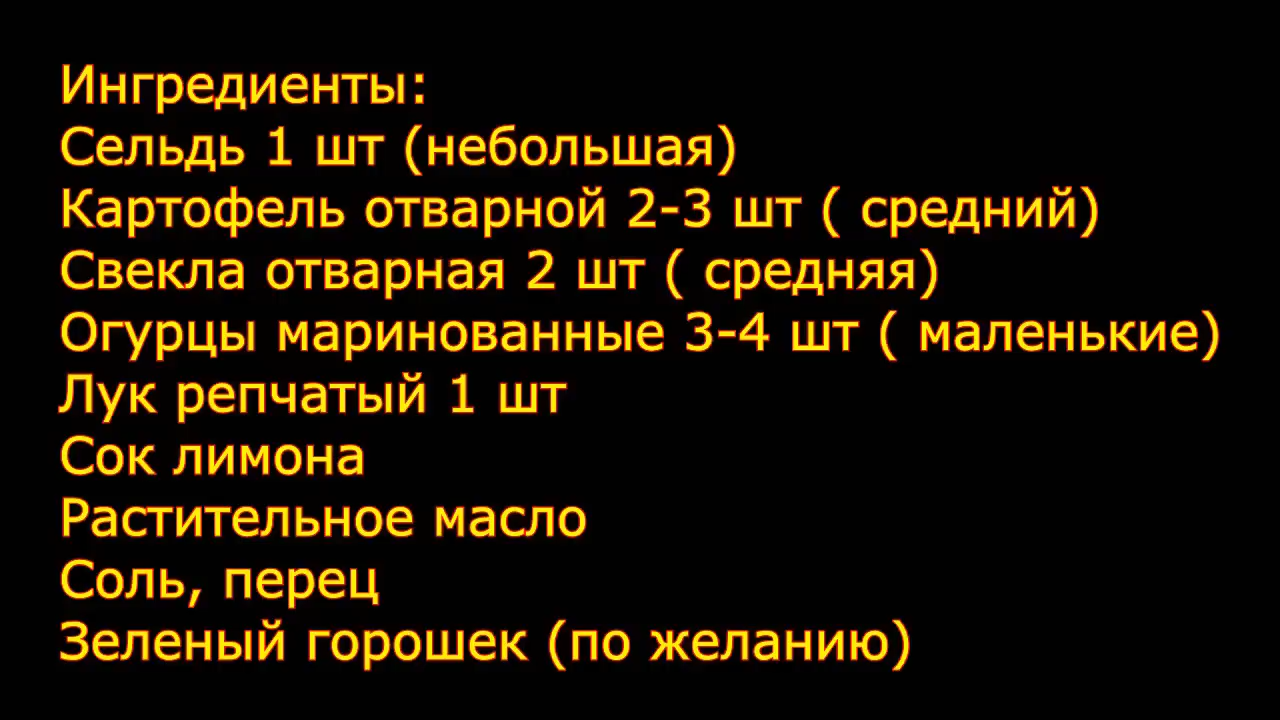 Ингредиенты:
Сельдь 1 шт (небольшая)
Картофель отварной 2-3 шт ( средний)
Свекла отварная 2 шт ( средняя)
Огурцы маринованные 3-4 шт ( маленькие)
Лук репчатый 1 шт
Сок лимона
Растительное масло
Соль, перец
Зеленый горошек (по желанию)